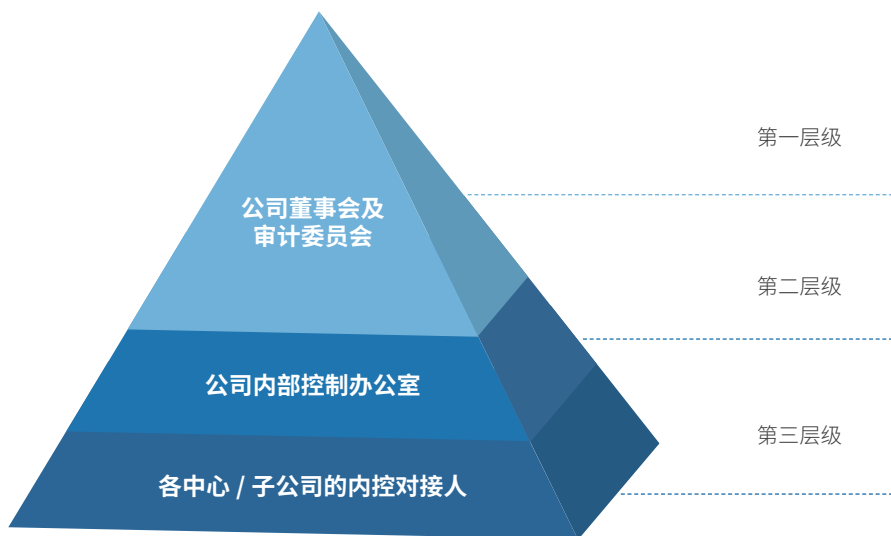 第一层级
公司董事会及
审计委员会
第二层级
公司内部控制办公室
第三层级
各中心 / 子公司的内控对接人